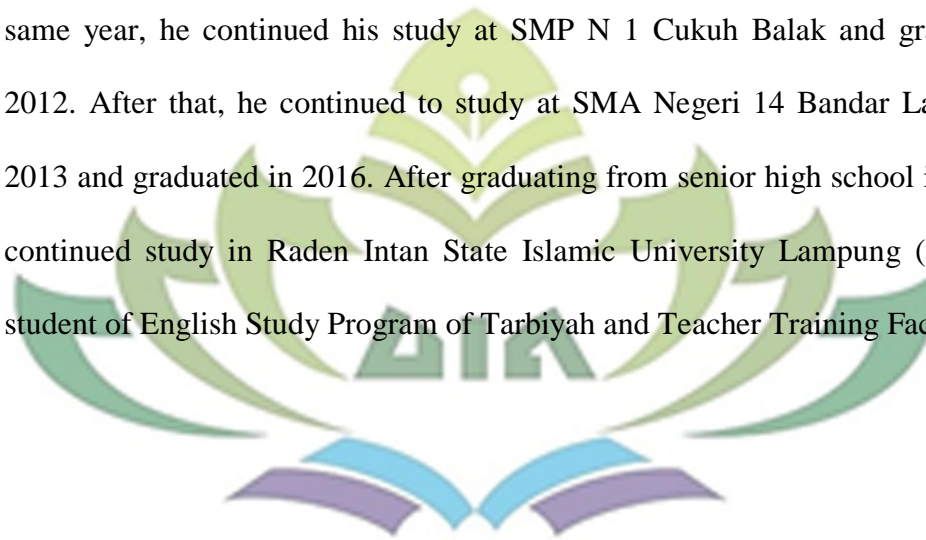 same year, he continued his study at SMP N 1 Cukuh Balak and gra
2012. After that, he continued to study at SMA Negeri 14 Bandar La
2013 and graduated in 2016. After graduating from senior high school i
continued study in Raden Intan State Islamic University Lampung (
student of English Study Program of Tarbiyah and Teacher Training Fac